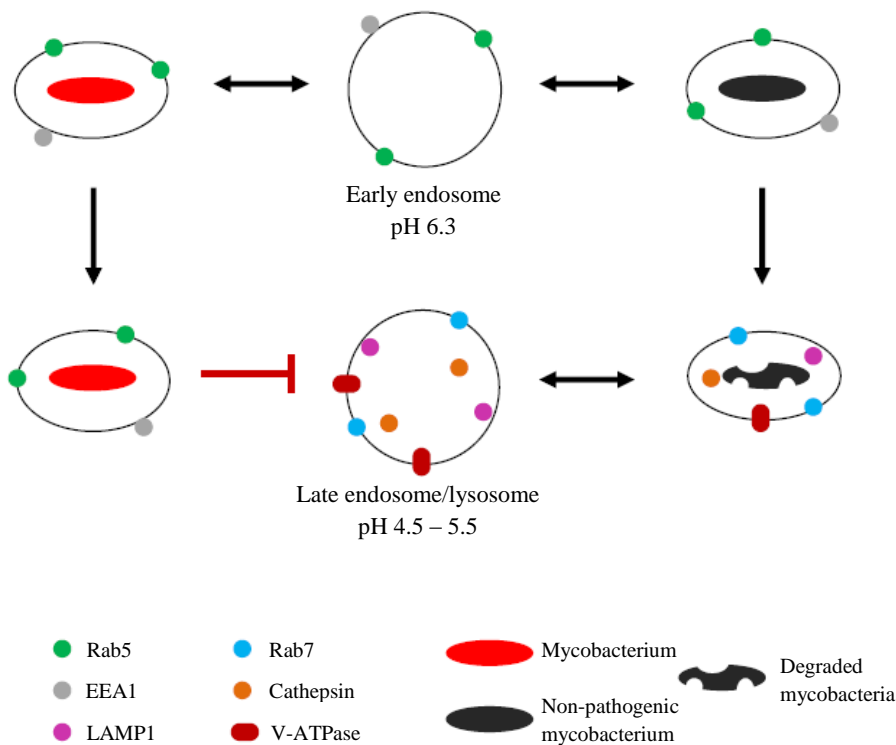 Early endosome
pH 6.3
Late endosome/lysosome
pH 4.5 – 5.5
Rab5
Rab7
Mycobacterium
Degraded
mycobacteria
EEA1
Cathepsin
Non-pathogenic
mycobacterium
LAMP1
V-ATPase